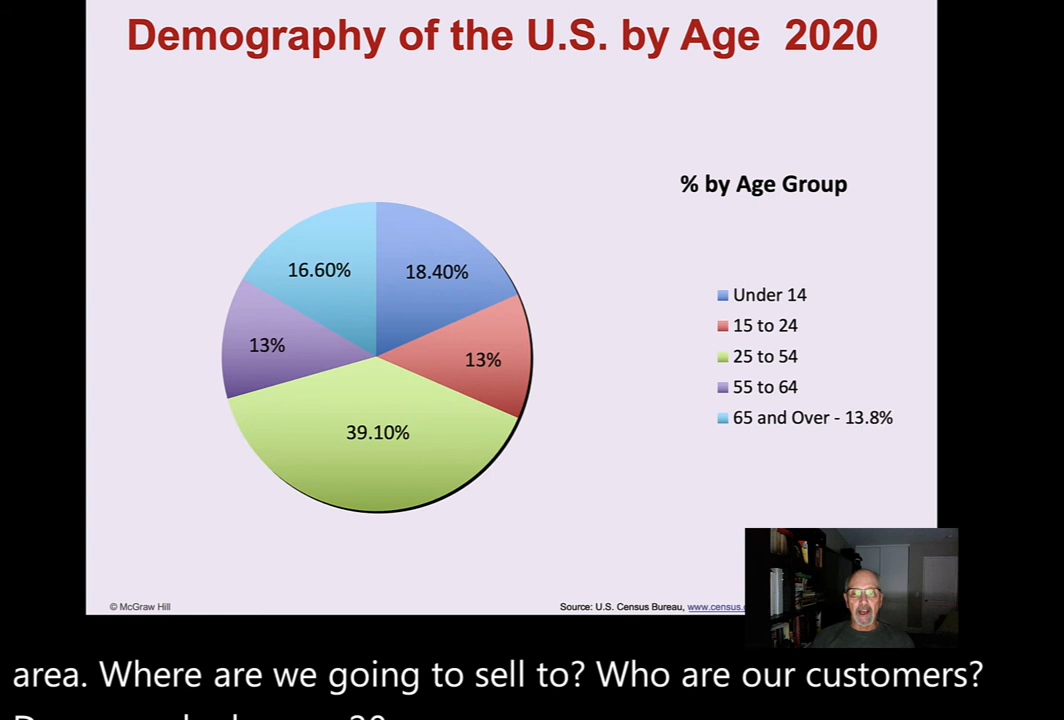 Demography of the U.S. by Age 2020
% by Age Group
16.60%
18.40%
13%
13%
39.10%
Under 14
15 to 24
25 to 54
55 to 64
65 and Over - 13.8%
© McGraw Hill
Source: U.S. Census Bureau, www.census.
area. Where are we going to sell to? Who are our customers?